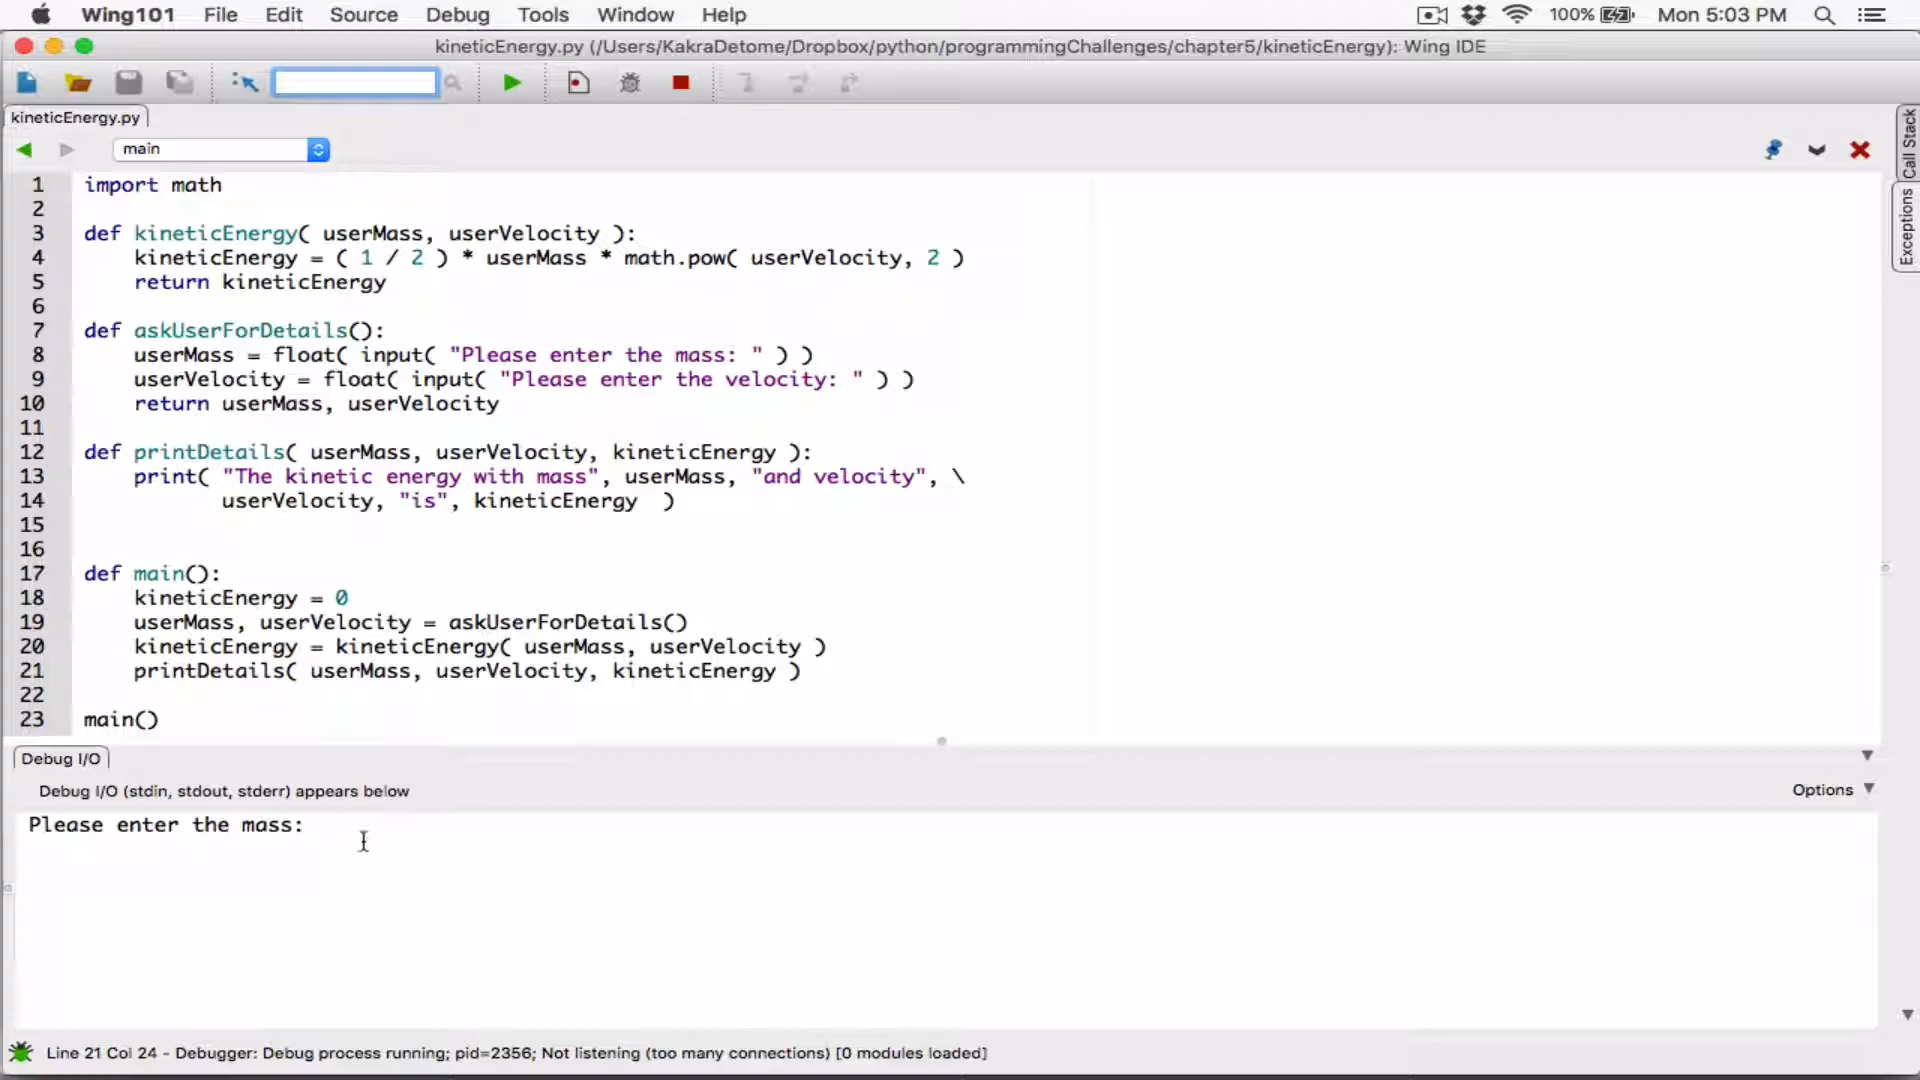 Wing101 File Edit Source Debug Tools Window Help 100% Mon 5:03 PM
kineticEnergy.py (/Users/KakraDetome/Dropbox/python/programmingChallenges/chapter5/kineticEnergy): Wing IDE
kineticEnergy.py
main
Call Stack
Exceptions
1 import math
2
3 def kineticEnergy( userMass, userVelocity ):
4     kineticEnergy = ( 1 / 2 ) * userMass * math.pow( userVelocity, 2 )
5     return kineticEnergy
6
7 def askUserForDetails():
8     userMass = float( input( "Please enter the mass: " ) )
9     userVelocity = float( input( "Please enter the velocity: " ) )
10     return userMass, userVelocity
11
12 def printDetails( userMass, userVelocity, kineticEnergy ):
13     print( "The kinetic energy with mass", userMass, "and velocity", \
14            userVelocity, "is", kineticEnergy  )
15
16
17 def main():
18     kineticEnergy = 0
19     userMass, userVelocity = askUserForDetails()
20     kineticEnergy = kineticEnergy( userMass, userVelocity )
21     printDetails( userMass, userVelocity, kineticEnergy )
22
23 main()
Debug I/O
Debug I/O (stdin, stdout, stderr) appears below Options
Please enter the mass:
Line 21 Col 24 - Debugger: Debug process running; pid=2356; Not listening (too many connections) [0 modules loaded]